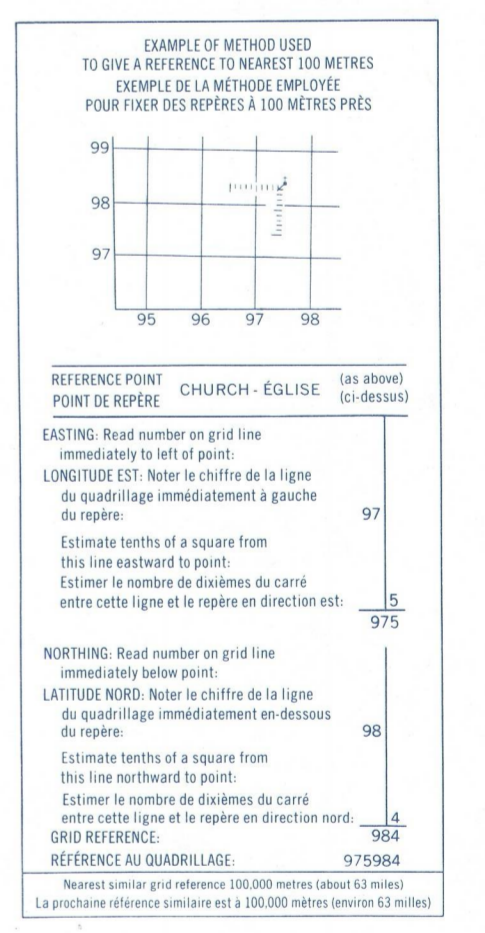 EXAMPLE OF METHOD USED
TO GIVE A REFERENCE TO NEAREST 100 METRES
EXEMPLE DE LA MÉTHODE EMPLOYÉE
POUR FIXER DES REPÈRES À 100 MÈTRES PRÈS
99
98
97
95 96 97 98
REFERENCE POINT
POINT DE REPÈRE
CHURCH - ÉGLISE
(as above)
(ci-dessus)
EASTING: Read number on grid line
immediately to left of point:
LONGITUDE EST: Noter le chiffre de la ligne
du quadrillage immédiatement à gauche
du repère: 97
Estimate tenths of a square from
this line eastward to point:
Estimer le nombre de dixièmes du carré
entre cette ligne et le repère en direction est: 5
975
NORTHING: Read number on grid line
immediately below point:
LATITUDE NORD: Noter le chiffre de la ligne
du quadrillage immédiatement en-dessous
du repère: 98
Estimate tenths of a square from
this line northward to point:
Estimer le nombre de dixièmes du carré
entre cette ligne et le repère en direction nord: 4
GRID REFERENCE: 984
RÉFÉRENCE AU QUADRILLAGE: 975984
Nearest similar grid reference 100,000 metres (about 63 miles)
La prochaine référence similaire est à 100.000 mètres (environ 63 milles)